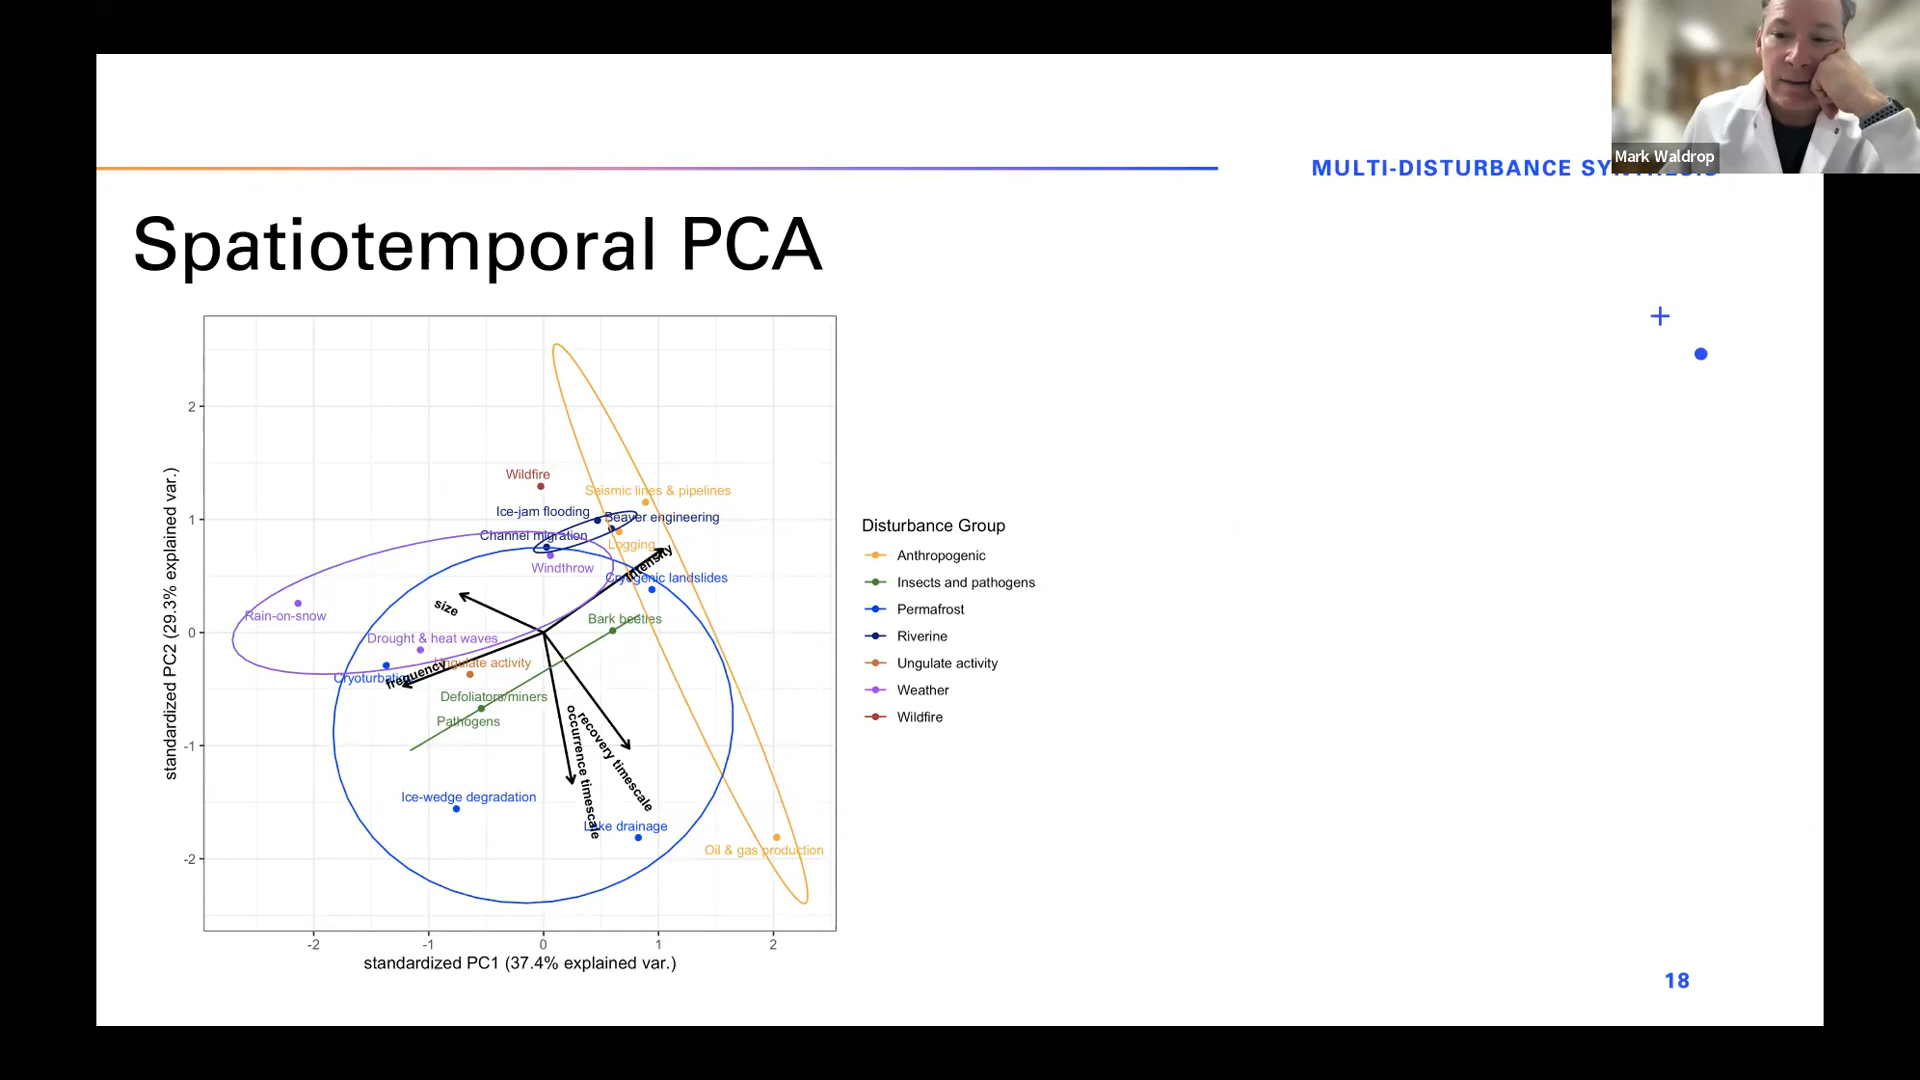 Mark Waldrop
MULTI-DISTURBANCE SYNTHESIS
Spatiotemporal PCA
standardized PC2 (29.3% explained var.)
2
1
0
-1
-2
Wildfire
Seismic lines & pipelines
Ice-jam flooding
Beaver engineering
Channel migration
Logging
intensity
Windthrow
Cryogenic landslides
size
Rain-on-snow
Bark beetles
Drought & heat waves
Ungulate activity
Cryoturbation
frequency
Defoliators/miners
Pathogens
recovery timescale
occurrence timescale
Ice-wedge degradation
Lake drainage
Oil & gas production
-2
-1
0
1
2
standardized PC1 (37.4% explained var.)
Disturbance Group
Anthropogenic
Insects and pathogens
Permafrost
Riverine
Ungulate activity
Weather
Wildfire
18